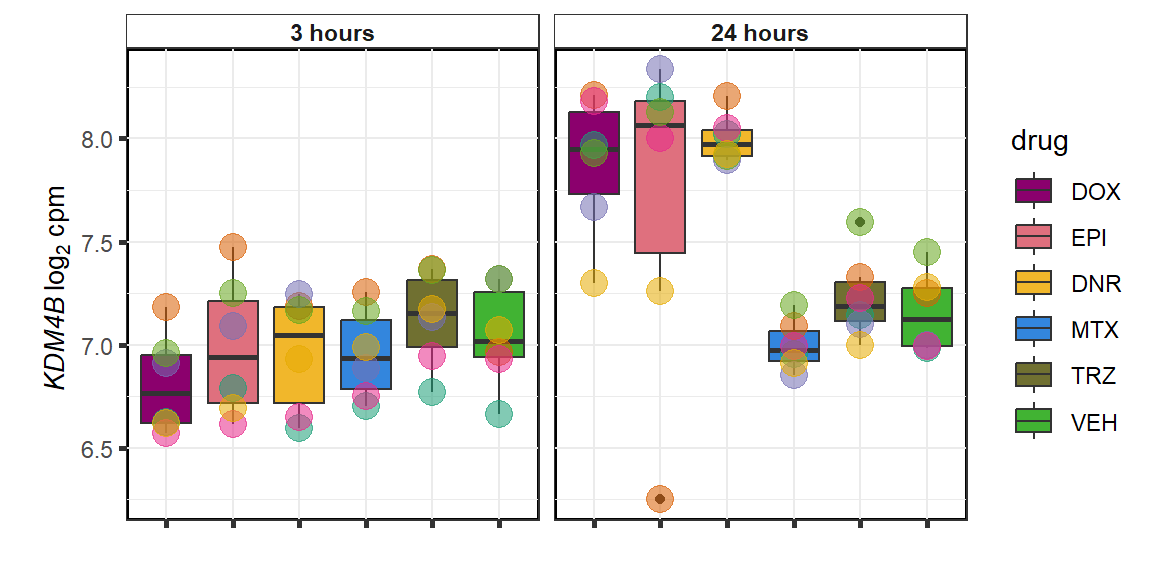 3 hours
24 hours
KDM4B log₂ cpm
8.0
7.5
7.0
6.5
drug
DOX
EPI
DNR
MTX
TRZ
VEH